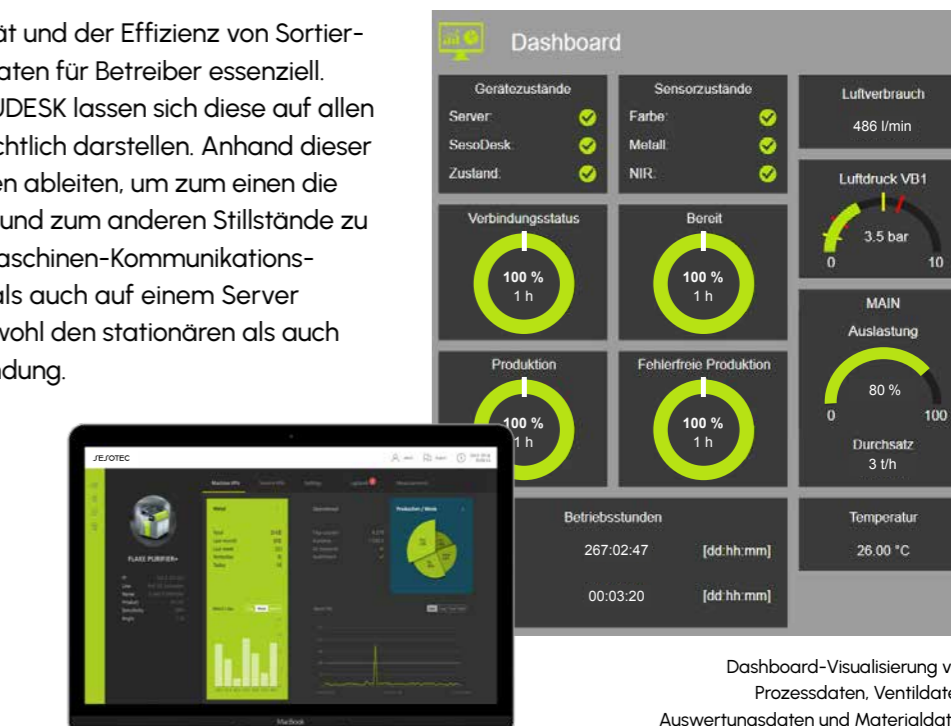 ät und der Effizienz von Sortier-
aten für Betreiber essenziell.
UDESK lassen sich diese auf allen
chtlich darstellen. Anhand dieser
en ableiten, um zum einen die
und zum anderen Stillstände zu
aschinen-Kommunikations-
als auch auf einem Server
wohl den stationären als auch
ndung.
Dashboard
Gerätezustände
Server:
SesoDesk:
Zustand:
Sensorzustände
Farbe:
Metall:
NIR:
Luftverbrauch
486 l/min
Luftdruck VB1
3.5 bar
0 10
Verbindungsstatus
100 %
1 h
Bereit
100 %
1 h
MAIN
Auslastung
80 %
0 100
Durchsatz
3 t/h
Produktion
100 %
1 h
Fehlerfreie Produktion
100 %
1 h
Betriebsstunden
267:02:47 [dd:hh:mm]
00:03:20 [dd:hh:mm]
Temperatur
26.00 °C
SESOTEC
FLAKE PURIFIER+
Production / Mode
MacBook
Dashboard-Visualisierung v
Prozessdaten, Ventildate
Auswertungsdaten und Materialdat